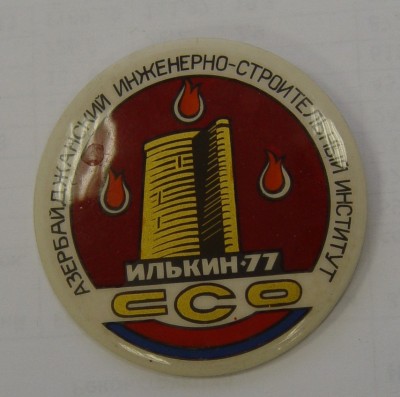 АЗЕРБАЙДЖАНСКИЙ ИНЖЕНЕРНО-СТРОИТЕЛЬНЫЙ ИНСТИТУТ
ИЛЬКИН·77
ССО